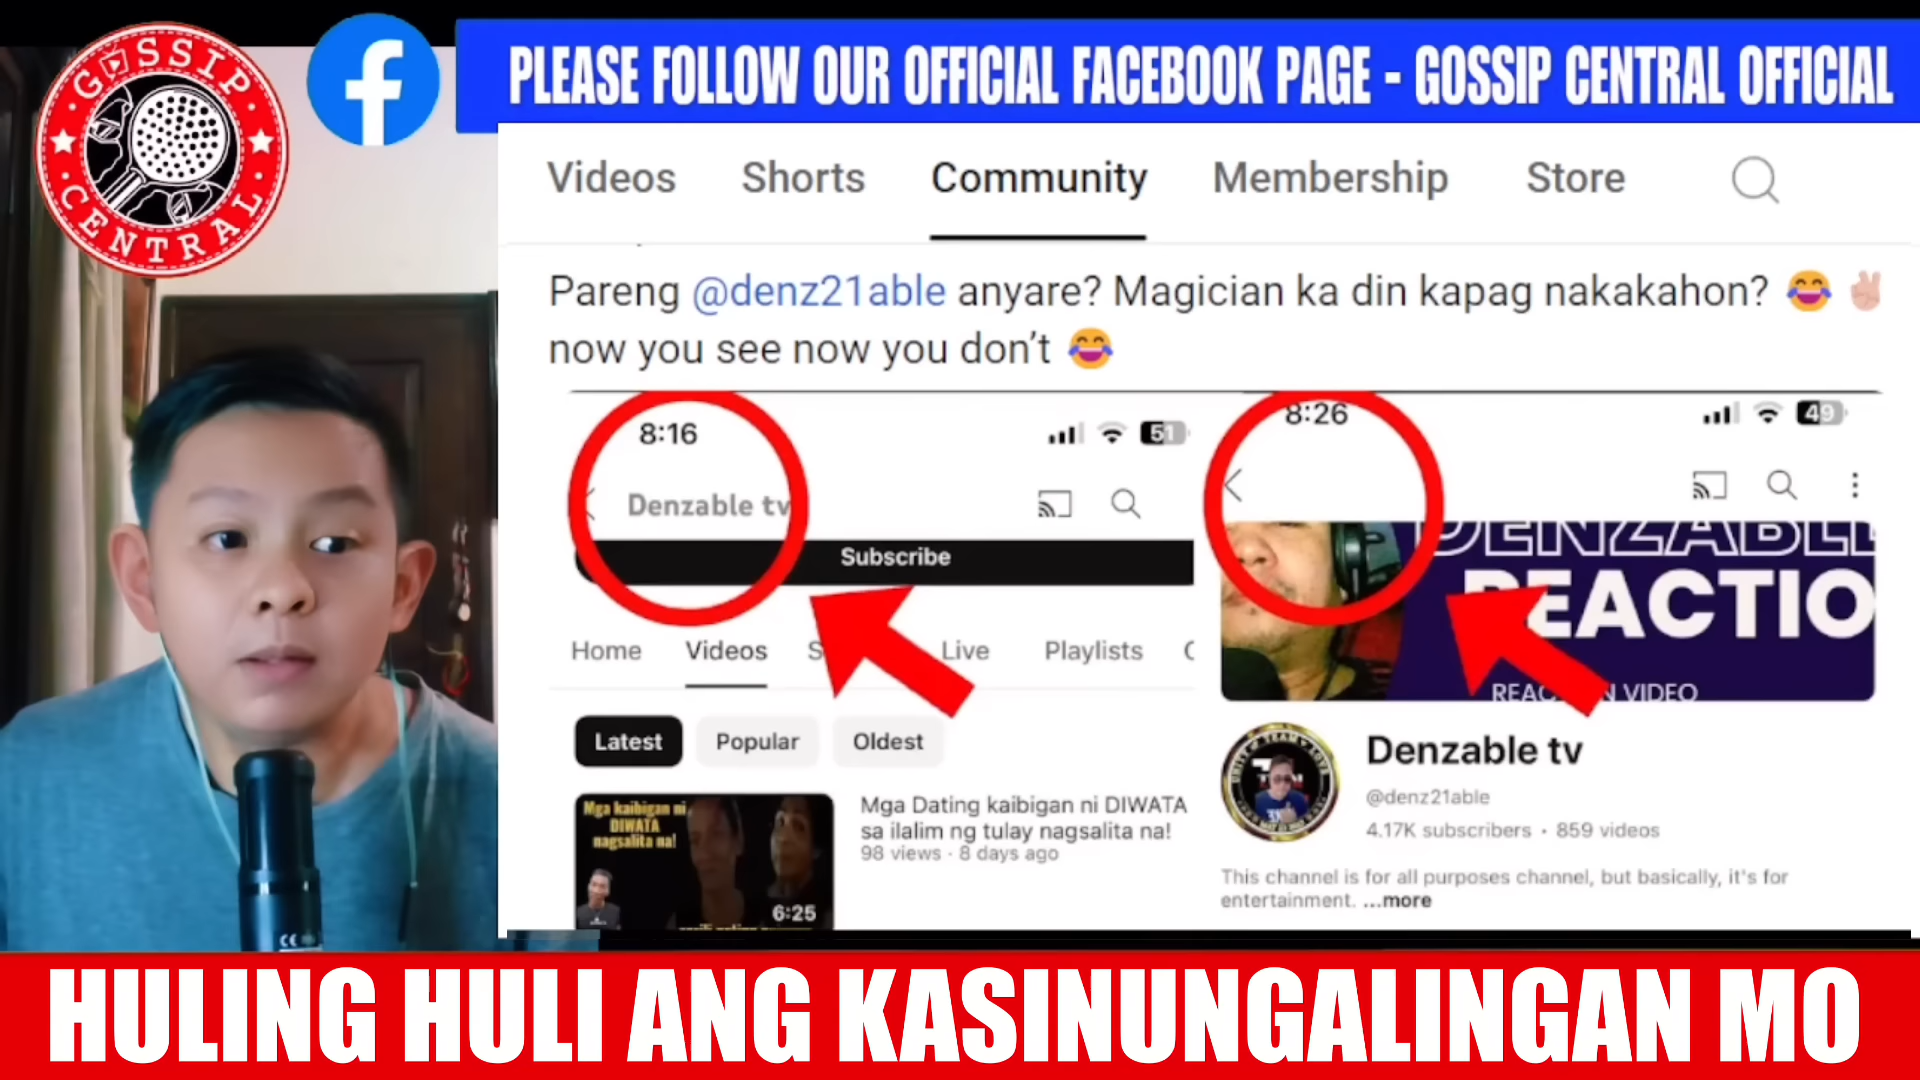 GOSSIP
CENTRAL
PLEASE FOLLOW OUR OFFICIAL FACEBOOK PAGE - GOSSIP CENTRAL OFFICIAL
Videos Shorts Community Membership Store
Pareng @denz21able anyare? Magician ka din kapag nakakahon? 😂 ✌🏻
now you see now you don't 😂
8:16 51
Denzable tv
Subscribe
Home Videos Live Playlists
Latest Popular Oldest
Mga kaibigan ni
DIWATA
nagsalita na!
6:25
Mga Dating kaibigan ni DIWATA
sa ilalim ng tulay nagsalita na!
98 views · 8 days ago
8:26 49
DENZABLE
REACTIO
VIDEO
Denzable tv
@denz21able
4.17K subscribers · 859 videos
This channel is for all purposes channel, but basically, it's for
entertainment. ...more
CE
HULING HULI ANG KASINUNGALINGAN MO